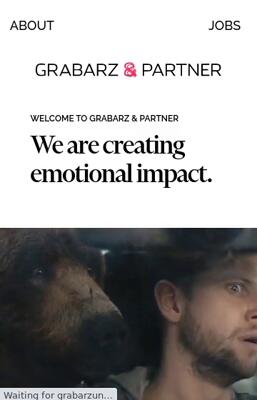 ABOUT JOBS
GRABARZ & PARTNER
WELCOME TO GRABARZ & PARTNER
We are creating
emotional impact.
Waiting for grabarzun...